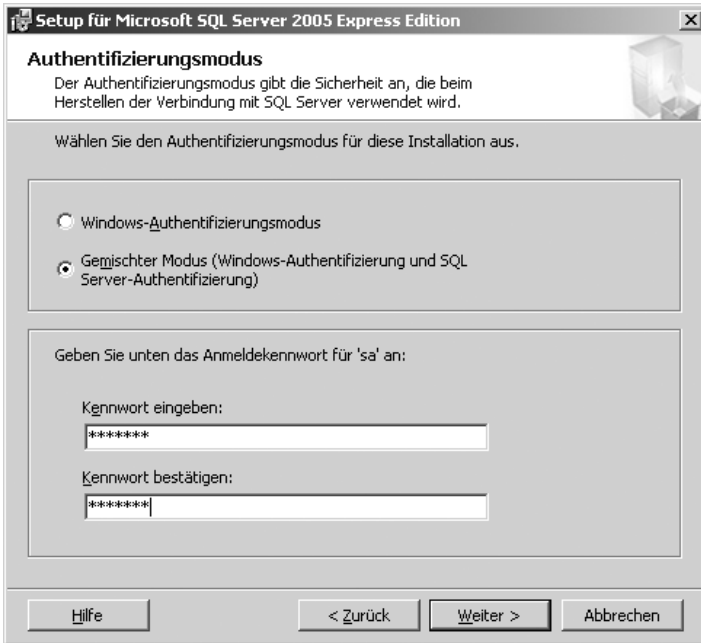 Setup für Microsoft SQL Server 2005 Express Edition
Authentifizierungsmodus
Der Authentifizierungsmodus gibt die Sicherheit an, die beim
Herstellen der Verbindung mit SQL Server verwendet wird.
Wählen Sie den Authentifizierungsmodus für diese Installation aus.
Windows-Authentifizierungsmodus
Gemischter Modus (Windows-Authentifizierung und SQL
Server-Authentifizierung)
Geben Sie unten das Anmeldekennwort für 'sa' an:
Kennwort eingeben:
*******
Kennwort bestätigen:
*******
Hilfe
< Zurück
Weiter >
Abbrechen